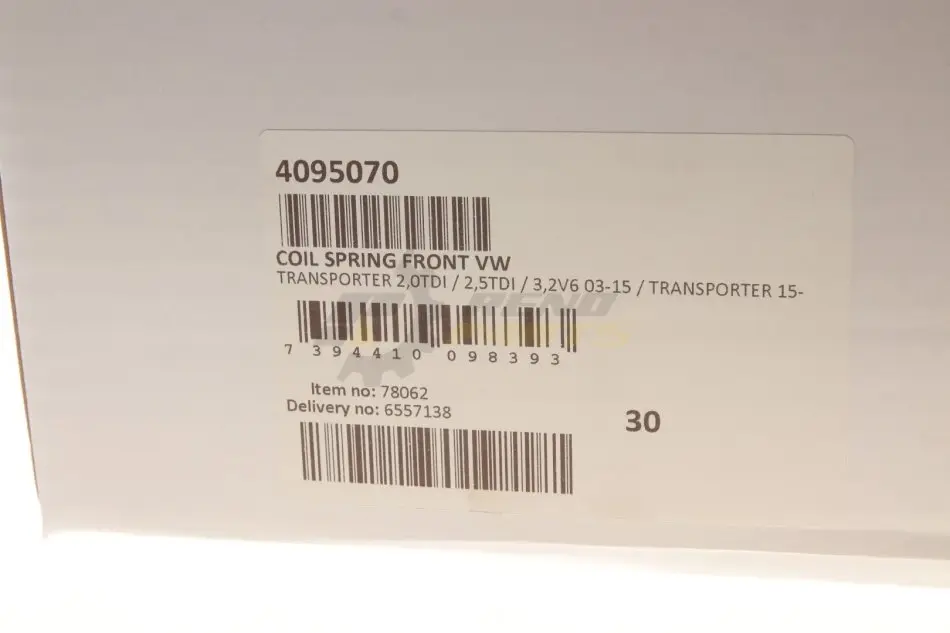 4095070
COIL SPRING FRONT VW
TRANSPORTER 2,0TDI / 2,5TDI / 3,2V6 03-15 / TRANSPORTER 15-
7 394410 098393
Item no: 78062
Delivery no: 6557138
30